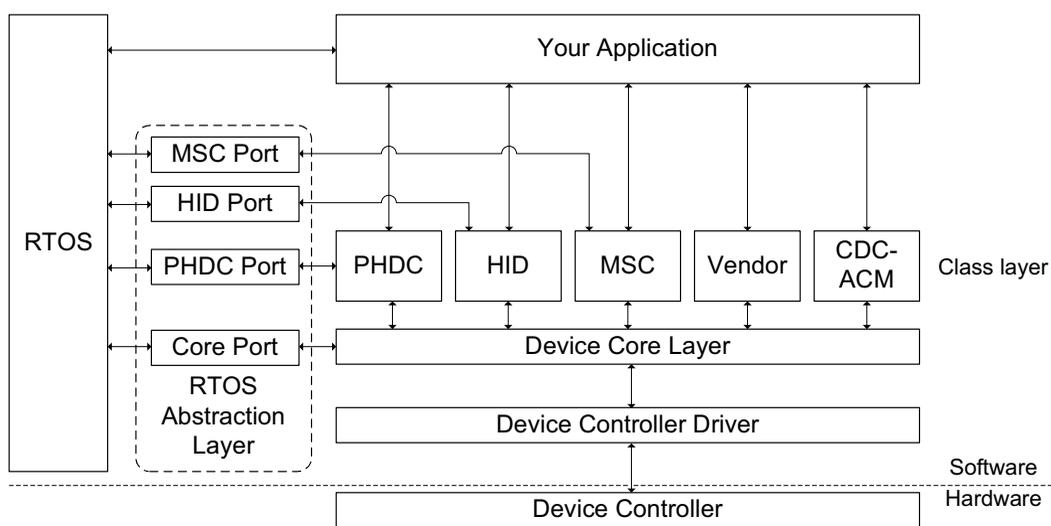 Your Application
MSC Port
HID Port
RTOS
PHDC Port
PHDC
HID
MSC
Vendor
CDC-
ACM
Class layer
Core Port
Device Core Layer
RTOS
Abstraction
Layer
Device Controller Driver
Software
Hardware
Device Controller